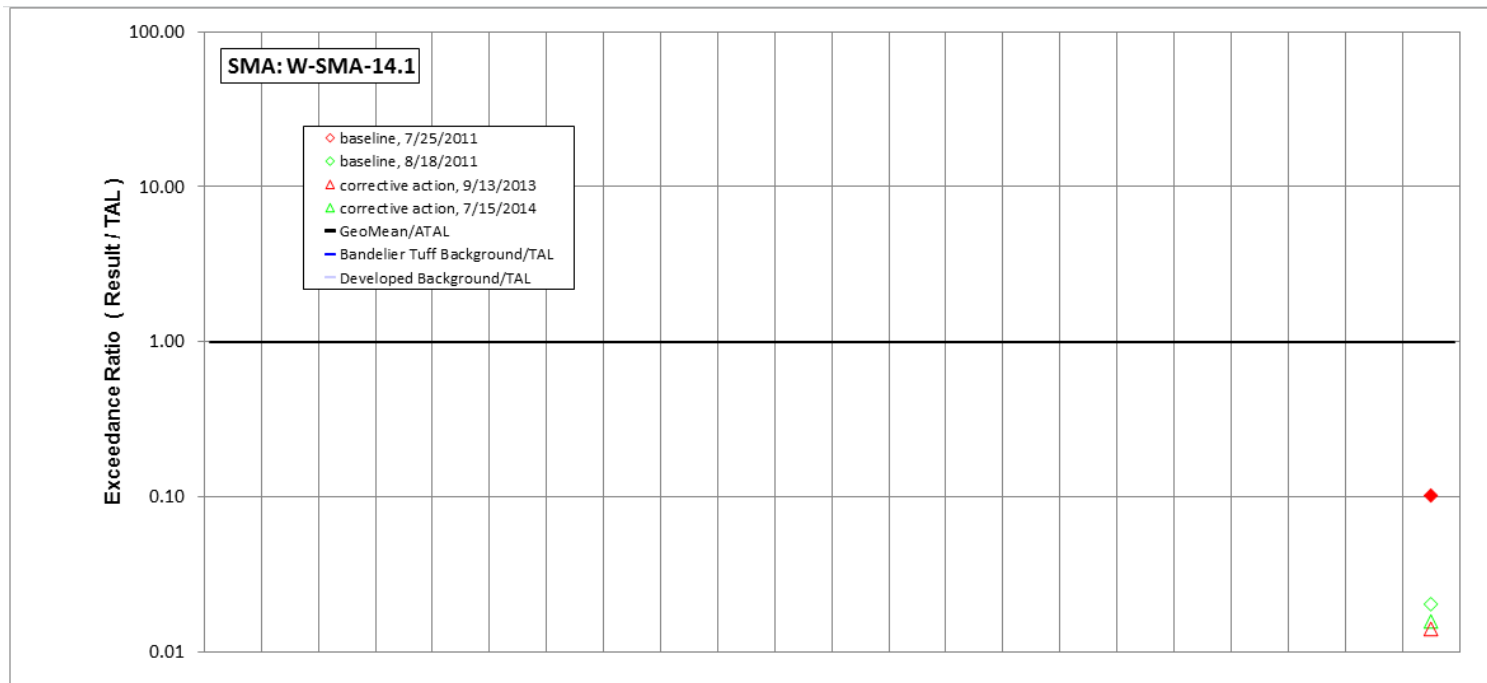 100.00
SMA: W-SMA-14.1
baseline, 7/25/2011
baseline, 8/18/2011
corrective action, 9/13/2013
corrective action, 7/15/2014
GeoMean/ATAL
Bandelier Tuff Background/TAL
Developed Background/TAL
10.00
1.00
0.10
0.01
Exceedance Ratio ( Result / TAL )